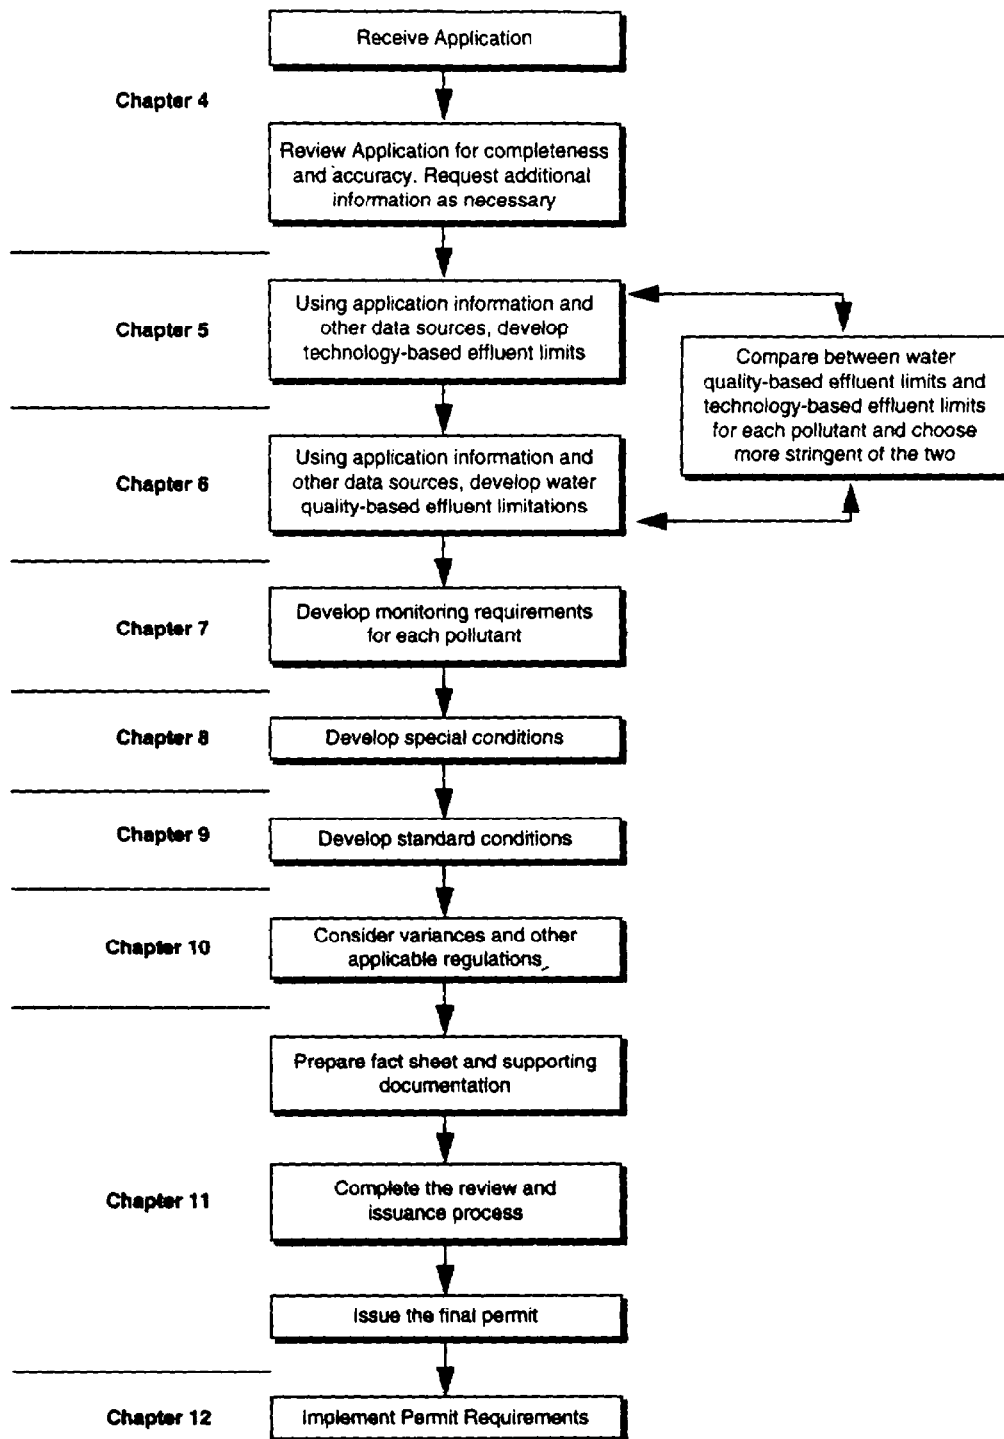 Receive Application
Chapter 4
Review Application for completeness
and accuracy. Request additional
information as necessary
Chapter 5
Using application information and
other data sources, develop
technology-based effluent limits
Compare between water
quality-based effluent limits and
technology-based effluent limits
for each pollutant and choose
more stringent of the two
Chapter 6
Using application information and
other data sources, develop water
quality-based effluent limitations
Chapter 7
Develop monitoring requirements
for each pollutant
Chapter 8
Develop special conditions
Chapter 9
Develop standard conditions
Chapter 10
Consider variances and other
applicable regulations
Prepare fact sheet and supporting
documentation
Chapter 11
Complete the review and
issuance process
Issue the final permit
Chapter 12
Implement Permit Requirements